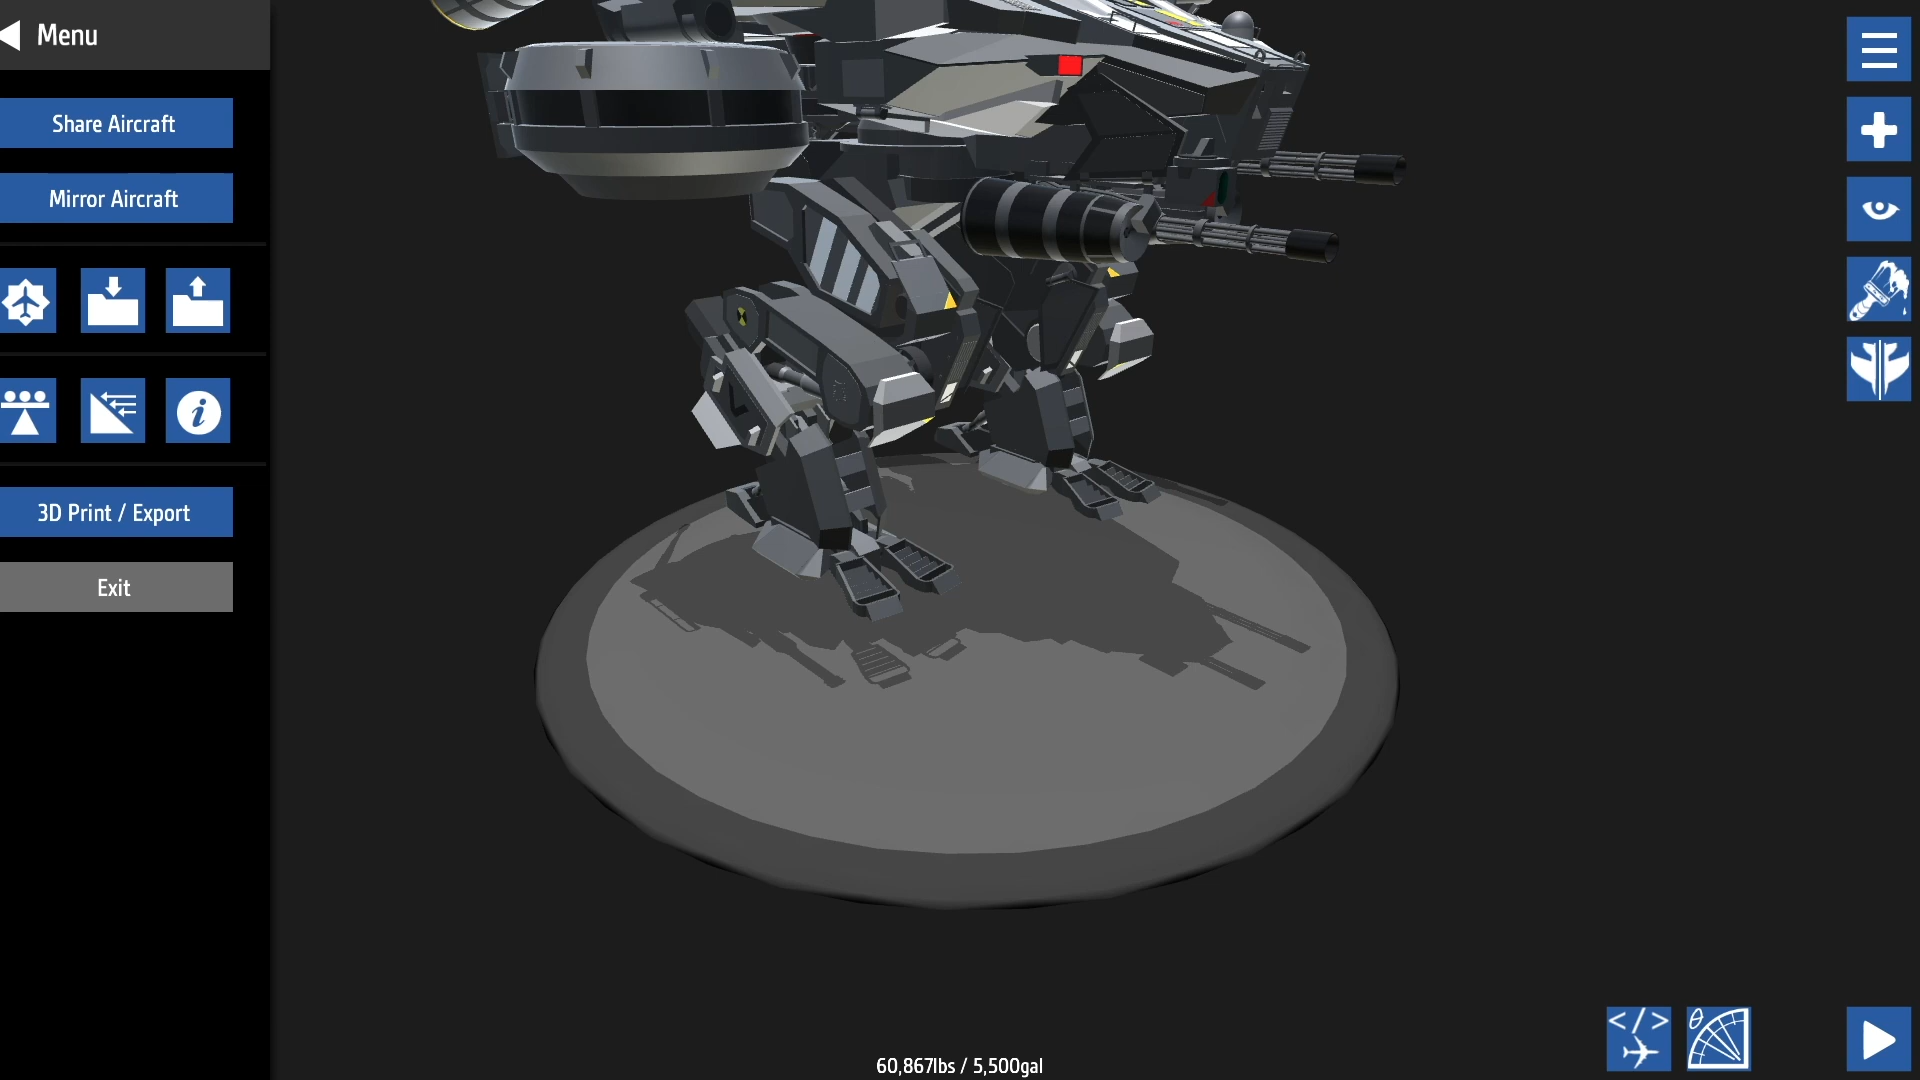 Menu
Share Aircraft
Mirror Aircraft
3D Print / Export
Exit
60,867lbs / 5,500gal